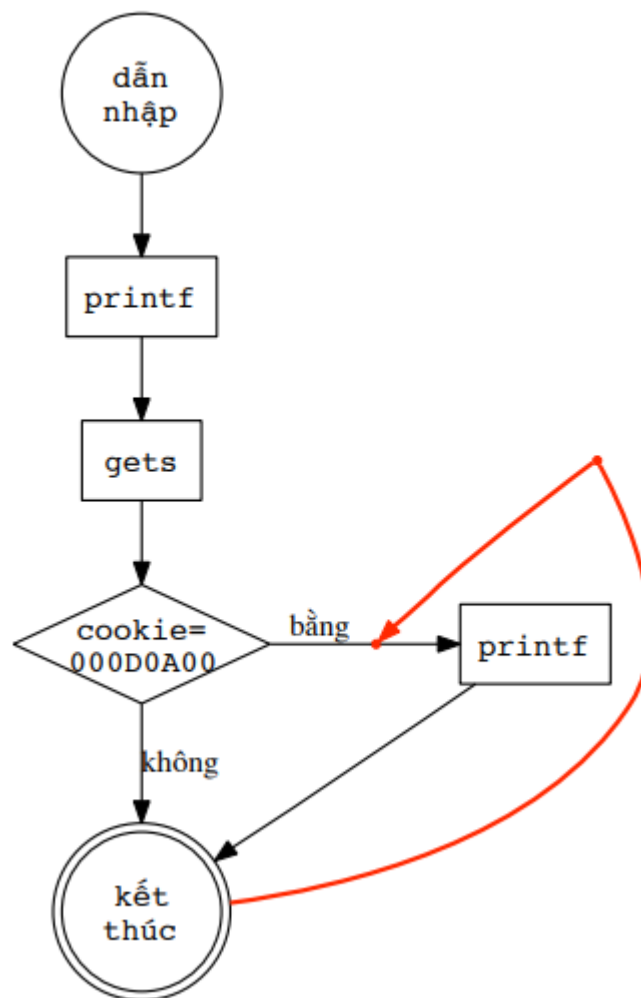 dẫn
nhập
printf
gets
cookie=
000D0A00
bằng
printf
không
kết
thúc